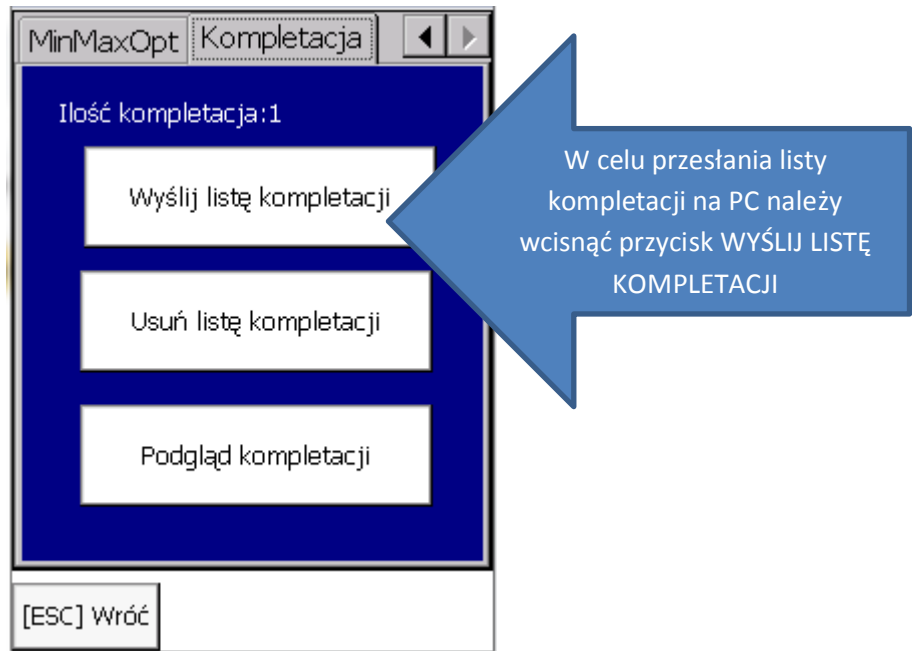 MinMaxOpt Kompletacja
Ilość kompletacja:1
Wyślij listę kompletacji
Usuń listę kompletacji
Podgląd kompletacji
[ESC] Wróć
W celu przesłania listy
kompletacji na PC należy
wcisnąć przycisk WYŚLIJ LISTĘ
KOMPLETACJI